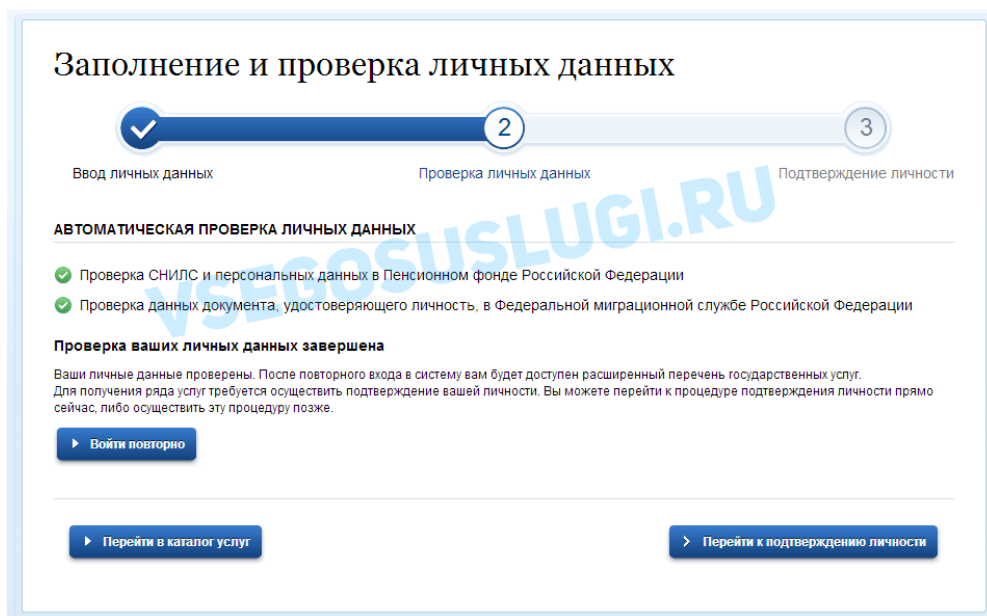 Заполнение и проверка личных данных
2
3
Ввод личных данных
Проверка личных данных
Подтверждение личности
VSEGOSUSLUGI.RU
АВТОМАТИЧЕСКАЯ ПРОВЕРКА ЛИЧНЫХ ДАННЫХ
Проверка СНИЛС и персональных данных в Пенсионном фонде Российской Федерации
Проверка данных документа, удостоверяющего личность, в Федеральной миграционной службе Российской Федерации
Проверка ваших личных данных завершена
Ваши личные данные проверены. После повторного входа в систему вам будет доступен расширенный перечень государственных услуг.
Для получения ряда услуг требуется осуществить подтверждение вашей личности. Вы можете перейти к процедуре подтверждения личности прямо
сейчас, либо осуществить эту процедуру позже.
Войти повторно
Перейти в каталог услуг
Перейти к подтверждению личности